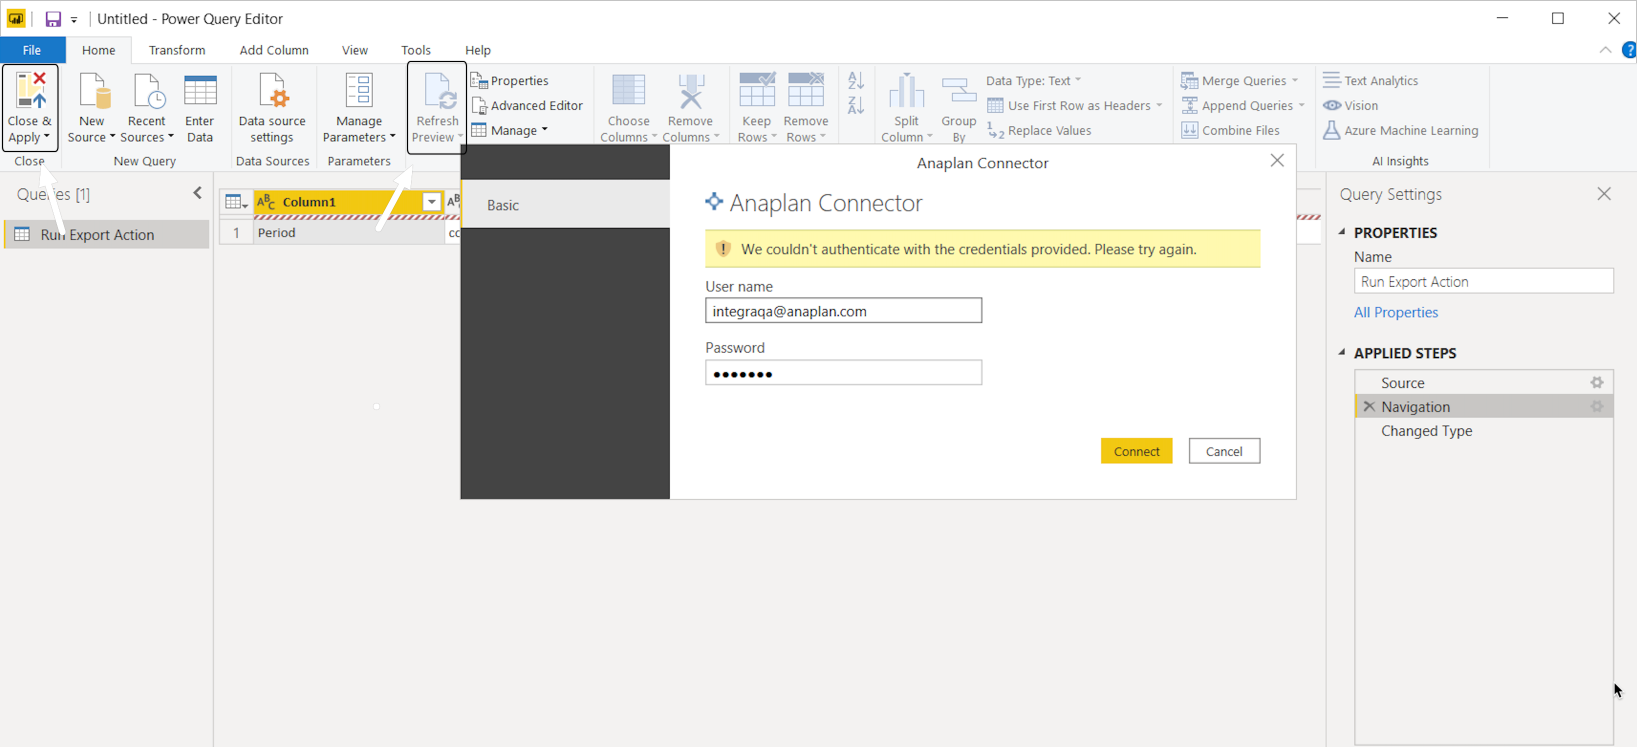 Untitled - Power Query Editor
File Home Transform Add Column View Tools Help
Close & Apply
New Source
Recent Sources
Enter Data
Data source settings
Manage Parameters
Refresh Preview
Properties
Advanced Editor
Manage
Choose Columns
Remove Columns
Keep Rows
Remove Rows
Split Column
Group By
Data Type: Text
Use First Row as Headers
Replace Values
Merge Queries
Append Queries
Combine Files
Text Analytics
Vision
Azure Machine Learning
Close New Query Data Sources Parameters AI Insights
Queries [1]
Run Export Action
Column1
1 Period
Anaplan Connector
Basic
Anaplan Connector
We couldn't authenticate with the credentials provided. Please try again.
User name
integraqa@anaplan.com
Password
●●●●●●●
Connect Cancel
Query Settings
PROPERTIES
Name
Run Export Action
All Properties
APPLIED STEPS
Source
Navigation
Changed Type